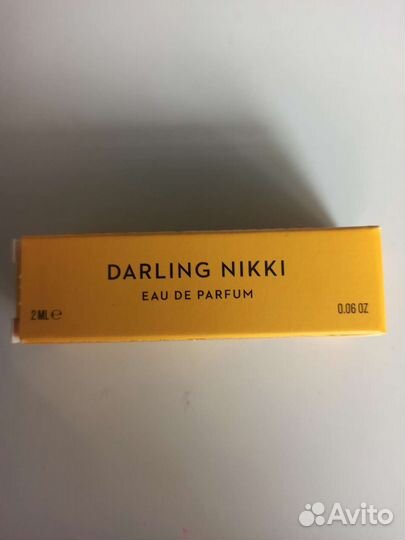 DARLING NIKKI
EAU DE PARFUM
2 ML ℮
0.06 OZ
Avito